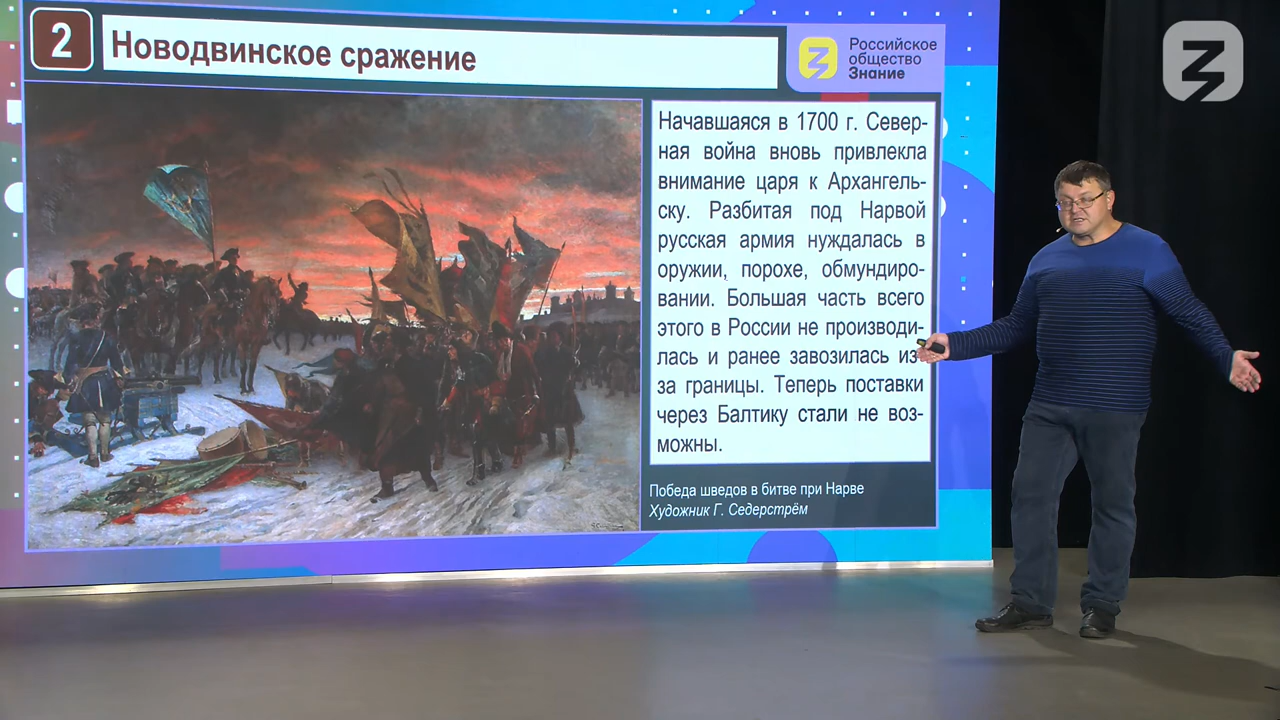 2
Новодвинское сражение
Российское
общество
Знание
Начавшаяся в 1700 г. Север-
ная война вновь привлекла
внимание царя к Архангель-
ску. Разбитая под Нарвой
русская армия нуждалась в
оружии, порохе, обмундиро-
вании. Большая часть всего
этого в России не производи-
лась и ранее завозилась из-
за границы. Теперь поставки
через Балтику стали не воз-
можны.
Победа шведов в битве при Нарве
Художник Г. Седерстрём